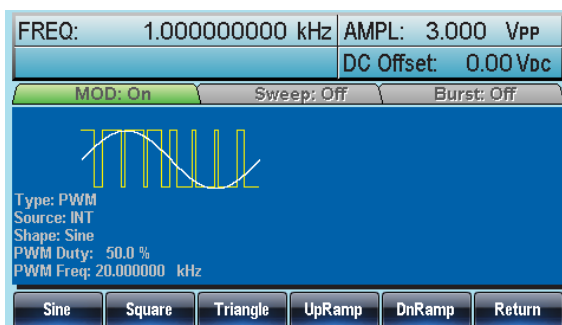 FREQ: 1.000000000 kHz AMPL: 3.000 VPP
DC Offset: 0.00 VDC
MOD: On Sweep: Off Burst: Off
Type: PWM
Source: INT
Shape: Sine
PWM Duty: 50.0 %
PWM Freq: 20.000000 kHz
Sine Square Triangle UpRamp DnRamp Return